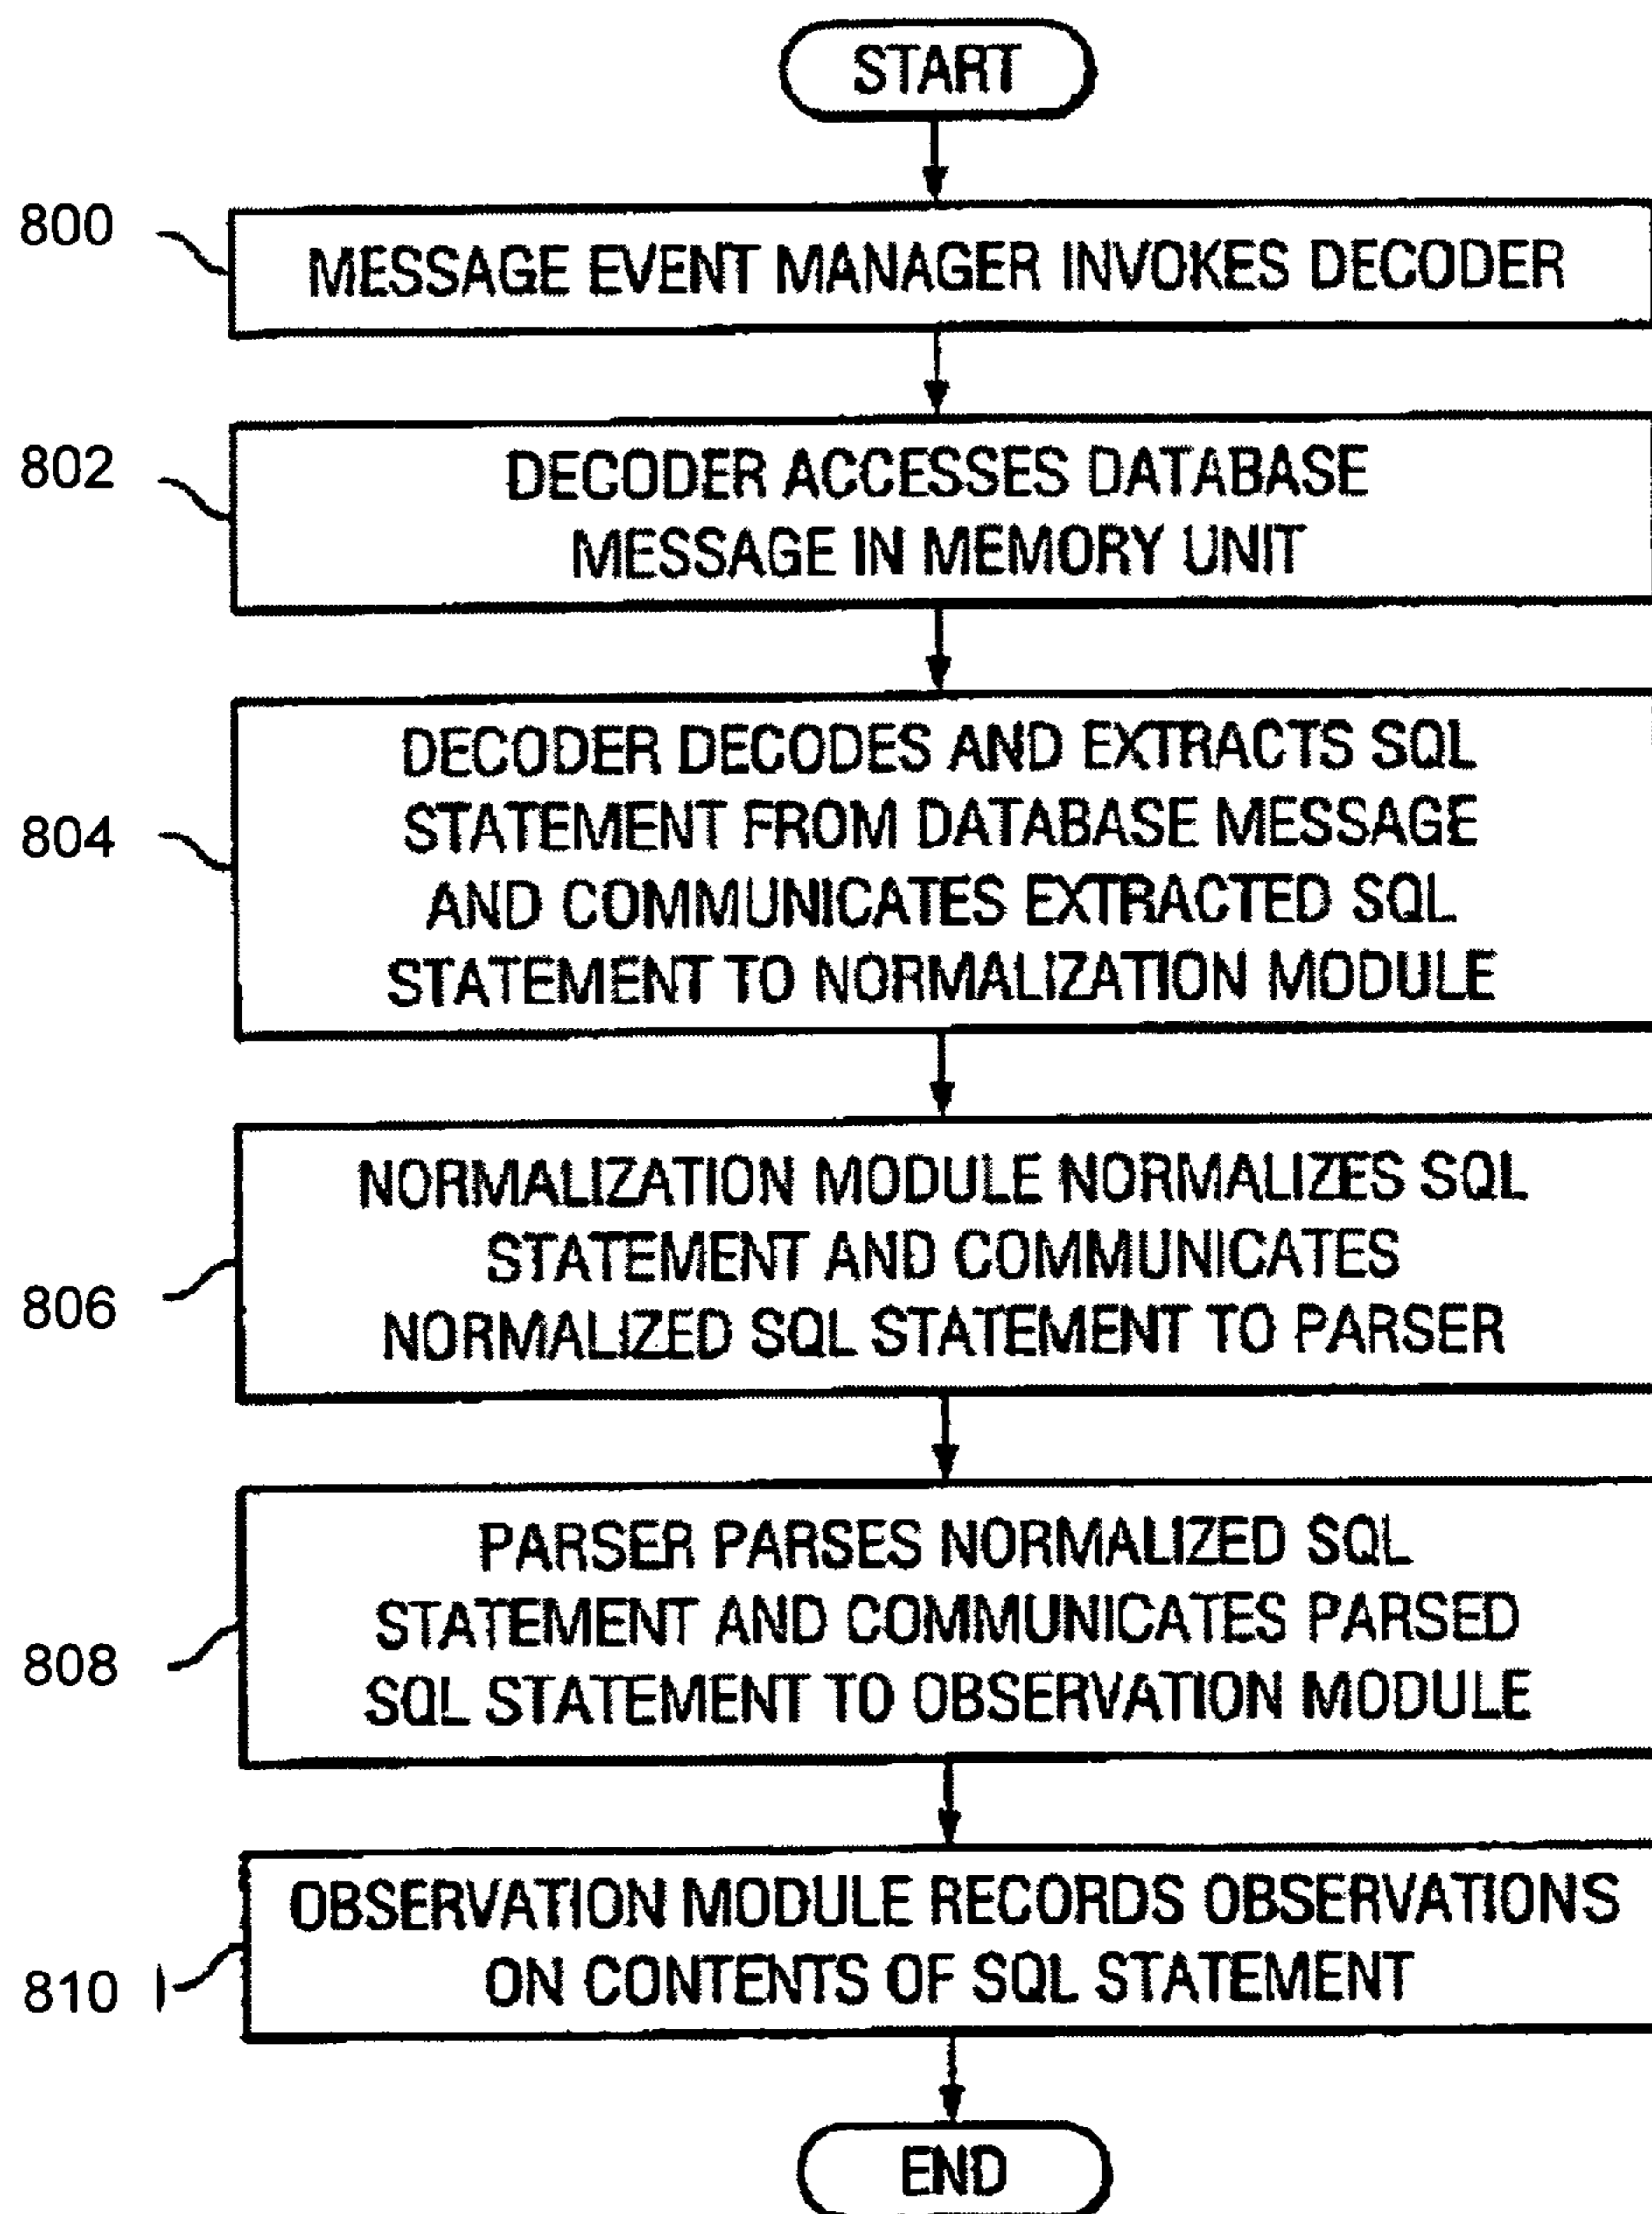 START
800
MESSAGE EVENT MANAGER INVOKES DECODER
802
DECODER ACCESSES DATABASE
MESSAGE IN MEMORY UNIT
804
DECODER DECODES AND EXTRACTS SQL
STATEMENT FROM DATABASE MESSAGE
AND COMMUNICATES EXTRACTED SQL
STATEMENT TO NORMALIZATION MODULE
806
NORMALIZATION MODULE NORMALIZES SQL
STATEMENT AND COMMUNICATES
NORMALIZED SQL STATEMENT TO PARSER
808
PARSER PARSES NORMALIZED SQL
STATEMENT AND COMMUNICATES PARSED
SQL STATEMENT TO OBSERVATION MODULE
810
OBSERVATION MODULE RECORDS OBSERVATIONS
ON CONTENTS OF SQL STATEMENT
END